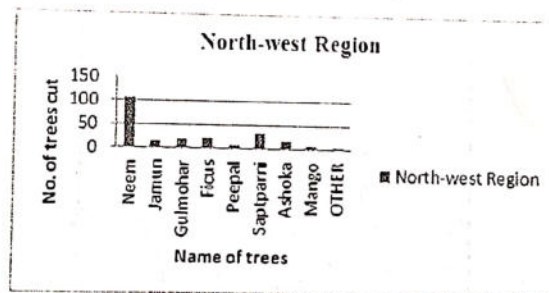 North-west Region
150
100
50
0
No. of trees cut
Neem
Jamun
Gulmohar
Ficus
Peepal
Saptparni
Ashoka
Mango
OTHER
Name of trees
North-west Region